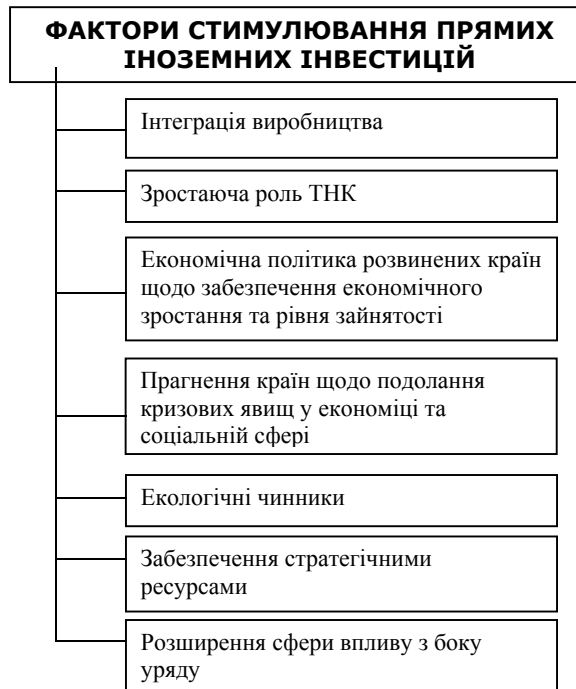 ФАКТОРИ СТИМУЛЮВАННЯ ПРЯМИХ
ІНОЗЕМНИХ ІНВЕСТИЦІЙ
Інтеграція виробництва
Зростаюча роль ТНК
Економічна політика розвинених країн
щодо забезпечення економічного
зростання та рівня зайнятості
Прагнення країн щодо подолання
кризових явищ у економіці та
соціальній сфері
Екологічні чинники
Забезпечення стратегічними
ресурсами
Розширення сфери впливу з боку
уряду